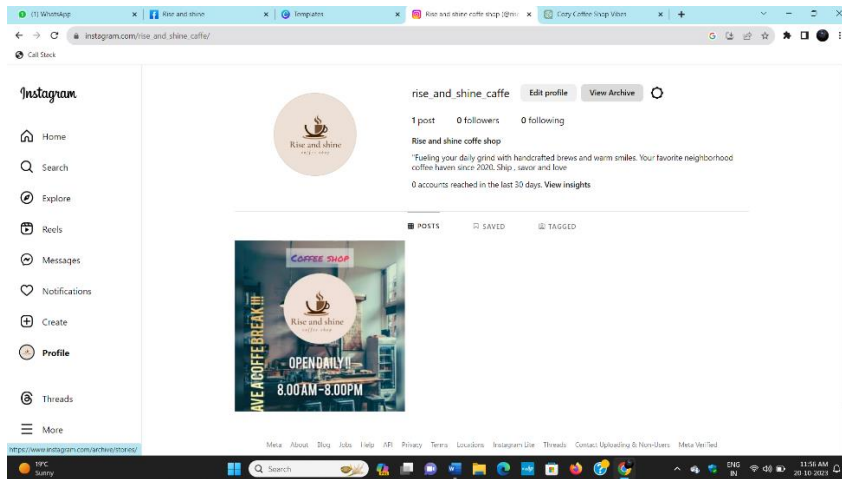 (1) WhatsApp
Rise and shine
Templates
Rise and shine coffe shop (@ris
Cozy Coffee Shop Vibes
instagram.com/rise_and_shine_caffe/
Call Stack
Instagram
Home
Search
Explore
Reels
Messages
Notifications
Create
Profile
Threads
More
https://www.instagram.com/archive/stories/
rise_and_shine_caffe Edit profile View Archive
1 post 0 followers 0 following
Rise and shine coffe shop
"Fueling your daily grind with handcrafted brews and warm smiles. Your favorite neighborhood
coffee haven since 2020. Ship , savor and love
0 accounts reached in the last 30 days. View insights
Rise and shine
coffee shop
POSTS SAVED TAGGED
COFFEE SHOP
Rise and shine
coffee shop
OPEN DAILY !!
8.00 AM -8.00PM
AVE A COFFE BREAK !!!
Meta About Blog Jobs Help API Privacy Terms Locations Instagram Lite Threads Contact Uploading & Non-Users Meta Verified
19°C
Sunny
Search
ENG
IN
11:56 AM
20-10-2023